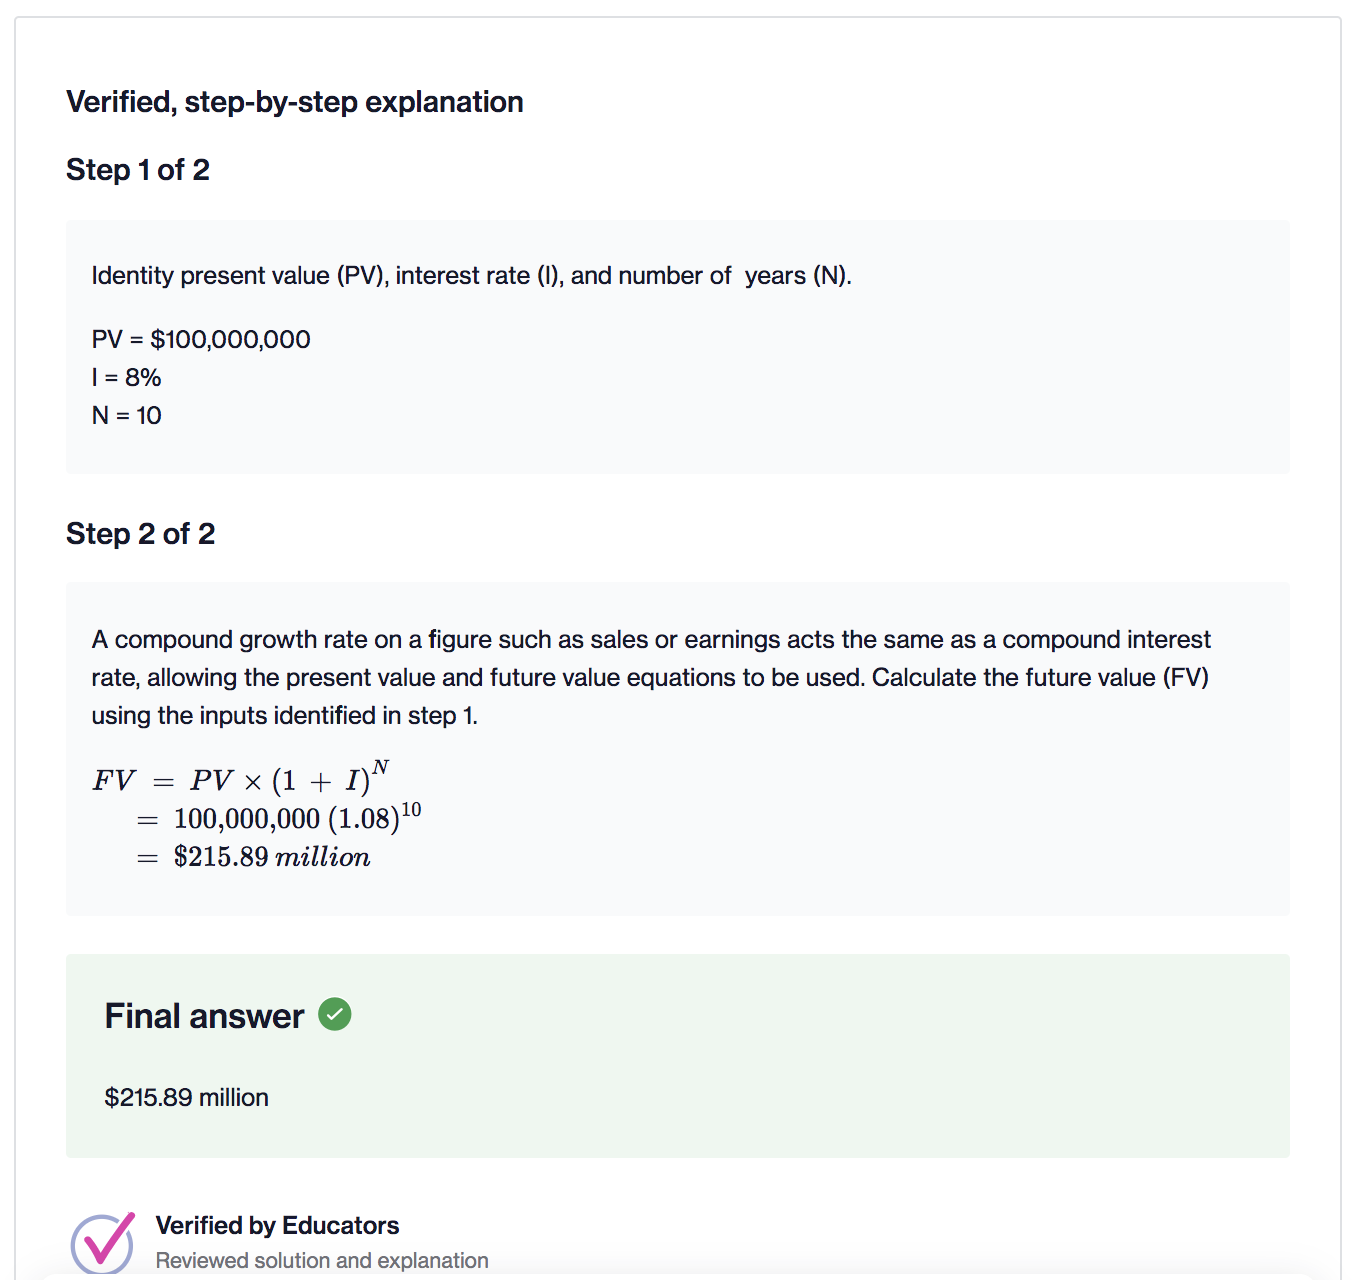 Verified, step-by-step explanation
Step 1 of 2
Identity present value (PV), interest rate (I), and number of years (N).
PV = $100,000,000
I = 8%
N = 10
Step 2 of 2
A compound growth rate on a figure such as sales or earnings acts the same as a compound interest
rate, allowing the present value and future value equations to be used. Calculate the future value (FV)
using the inputs identified in step 1.
FV = PV × (1 + I)^N
= 100,000,000 (1.08)^10
= $215.89 million
Final answer
$215.89 million
Verified by Educators
Reviewed solution and explanation